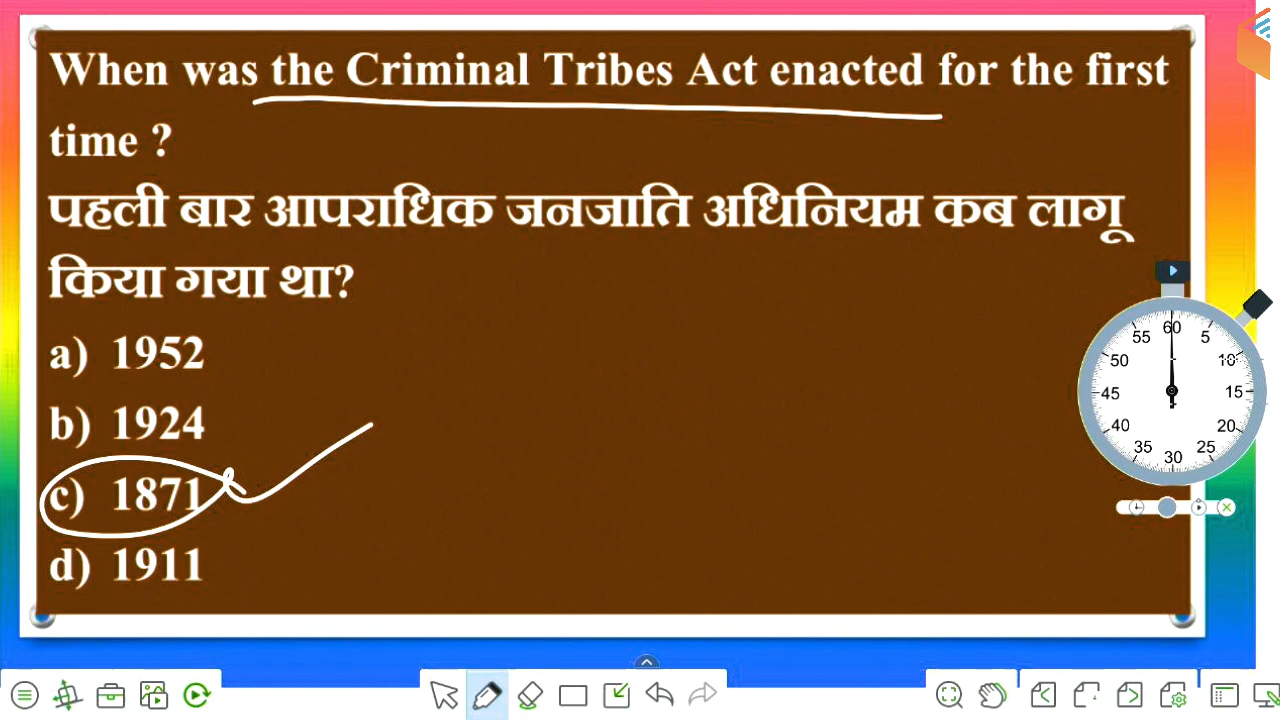 When was the Criminal Tribes Act enacted for the first
time ?
पहली बार आपराधिक जनजाति अधिनियम कब लागू
किया गया था?
a) 1952
b) 1924
c) 1871
d) 1911
60
55
5
50
10
45
15
40
20
35
25
30